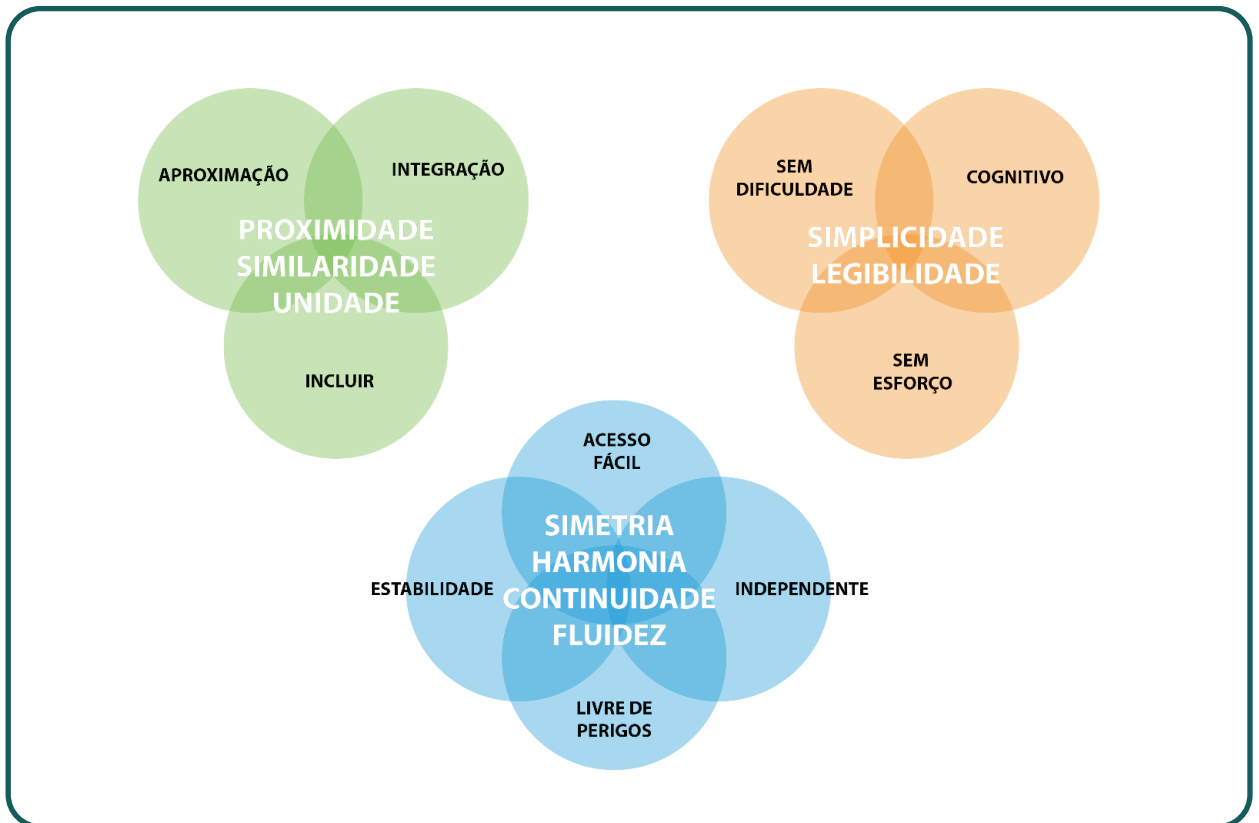 APROXIMAÇÃO
INTEGRAÇÃO
PROXIMIDADE
SIMILARIDADE
UNIDADE
INCLUIR
SEM
DIFICULDADE
COGNITIVO
SIMPLICIDADE
LEGIBILIDADE
SEM
ESFORÇO
ACESSO
FÁCIL
ESTABILIDADE
SIMETRIA
HARMONIA
CONTINUIDADE
FLUIDEZ
INDEPENDENTE
LIVRE DE
PERIGOS